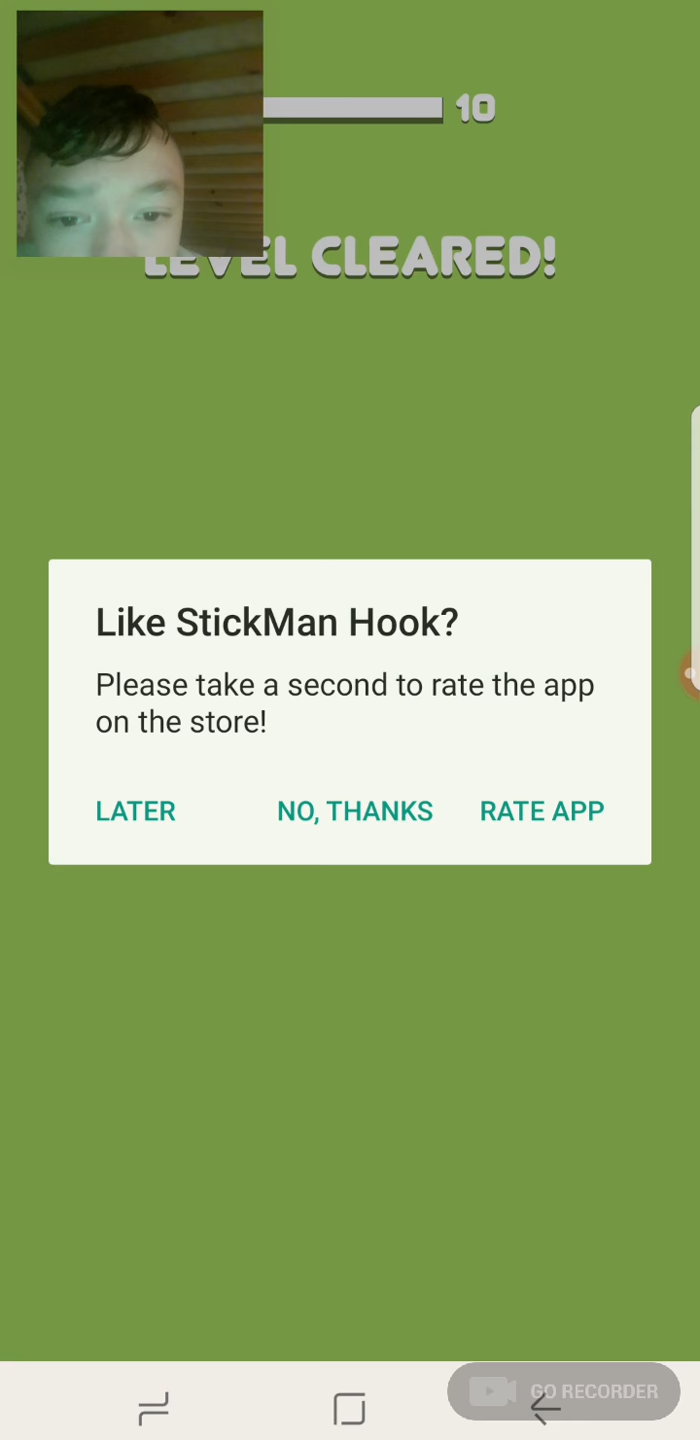 10
LEVEL CLEARED!
Like StickMan Hook?
Please take a second to rate the app
on the store!
LATER NO, THANKS RATE APP
GO RECORDER